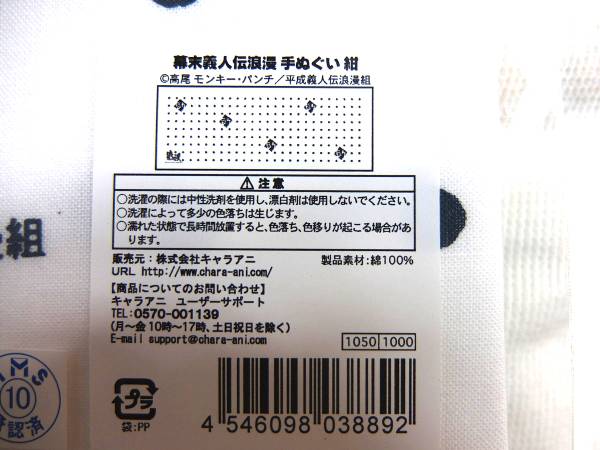 幕末義人伝浪漫 手ぬぐい 紺
©高尾 モンキー・パンチ／平成義人伝浪漫組
注意
○洗濯の際には中性洗剤を使用し、漂白剤は使用しないでください。
○洗濯によって多少の色落ちは生じます。
○濡れた状態で長時間放置すると、色落ち、色移りが起こる場合が
あります。
販売元：株式会社キャラアニ 製品素材：綿100%
URL http://www.chara-ani.com/
【商品についてのお問い合わせ】
キャラアニ ユーザーサポート
TEL:0570-001139
(月～金 10時～17時、土日祝日を除く)
E-mail support@chara-ani.com
1050 1000
プラ
袋:PP
4 546098 038892
組
MS
10
認済